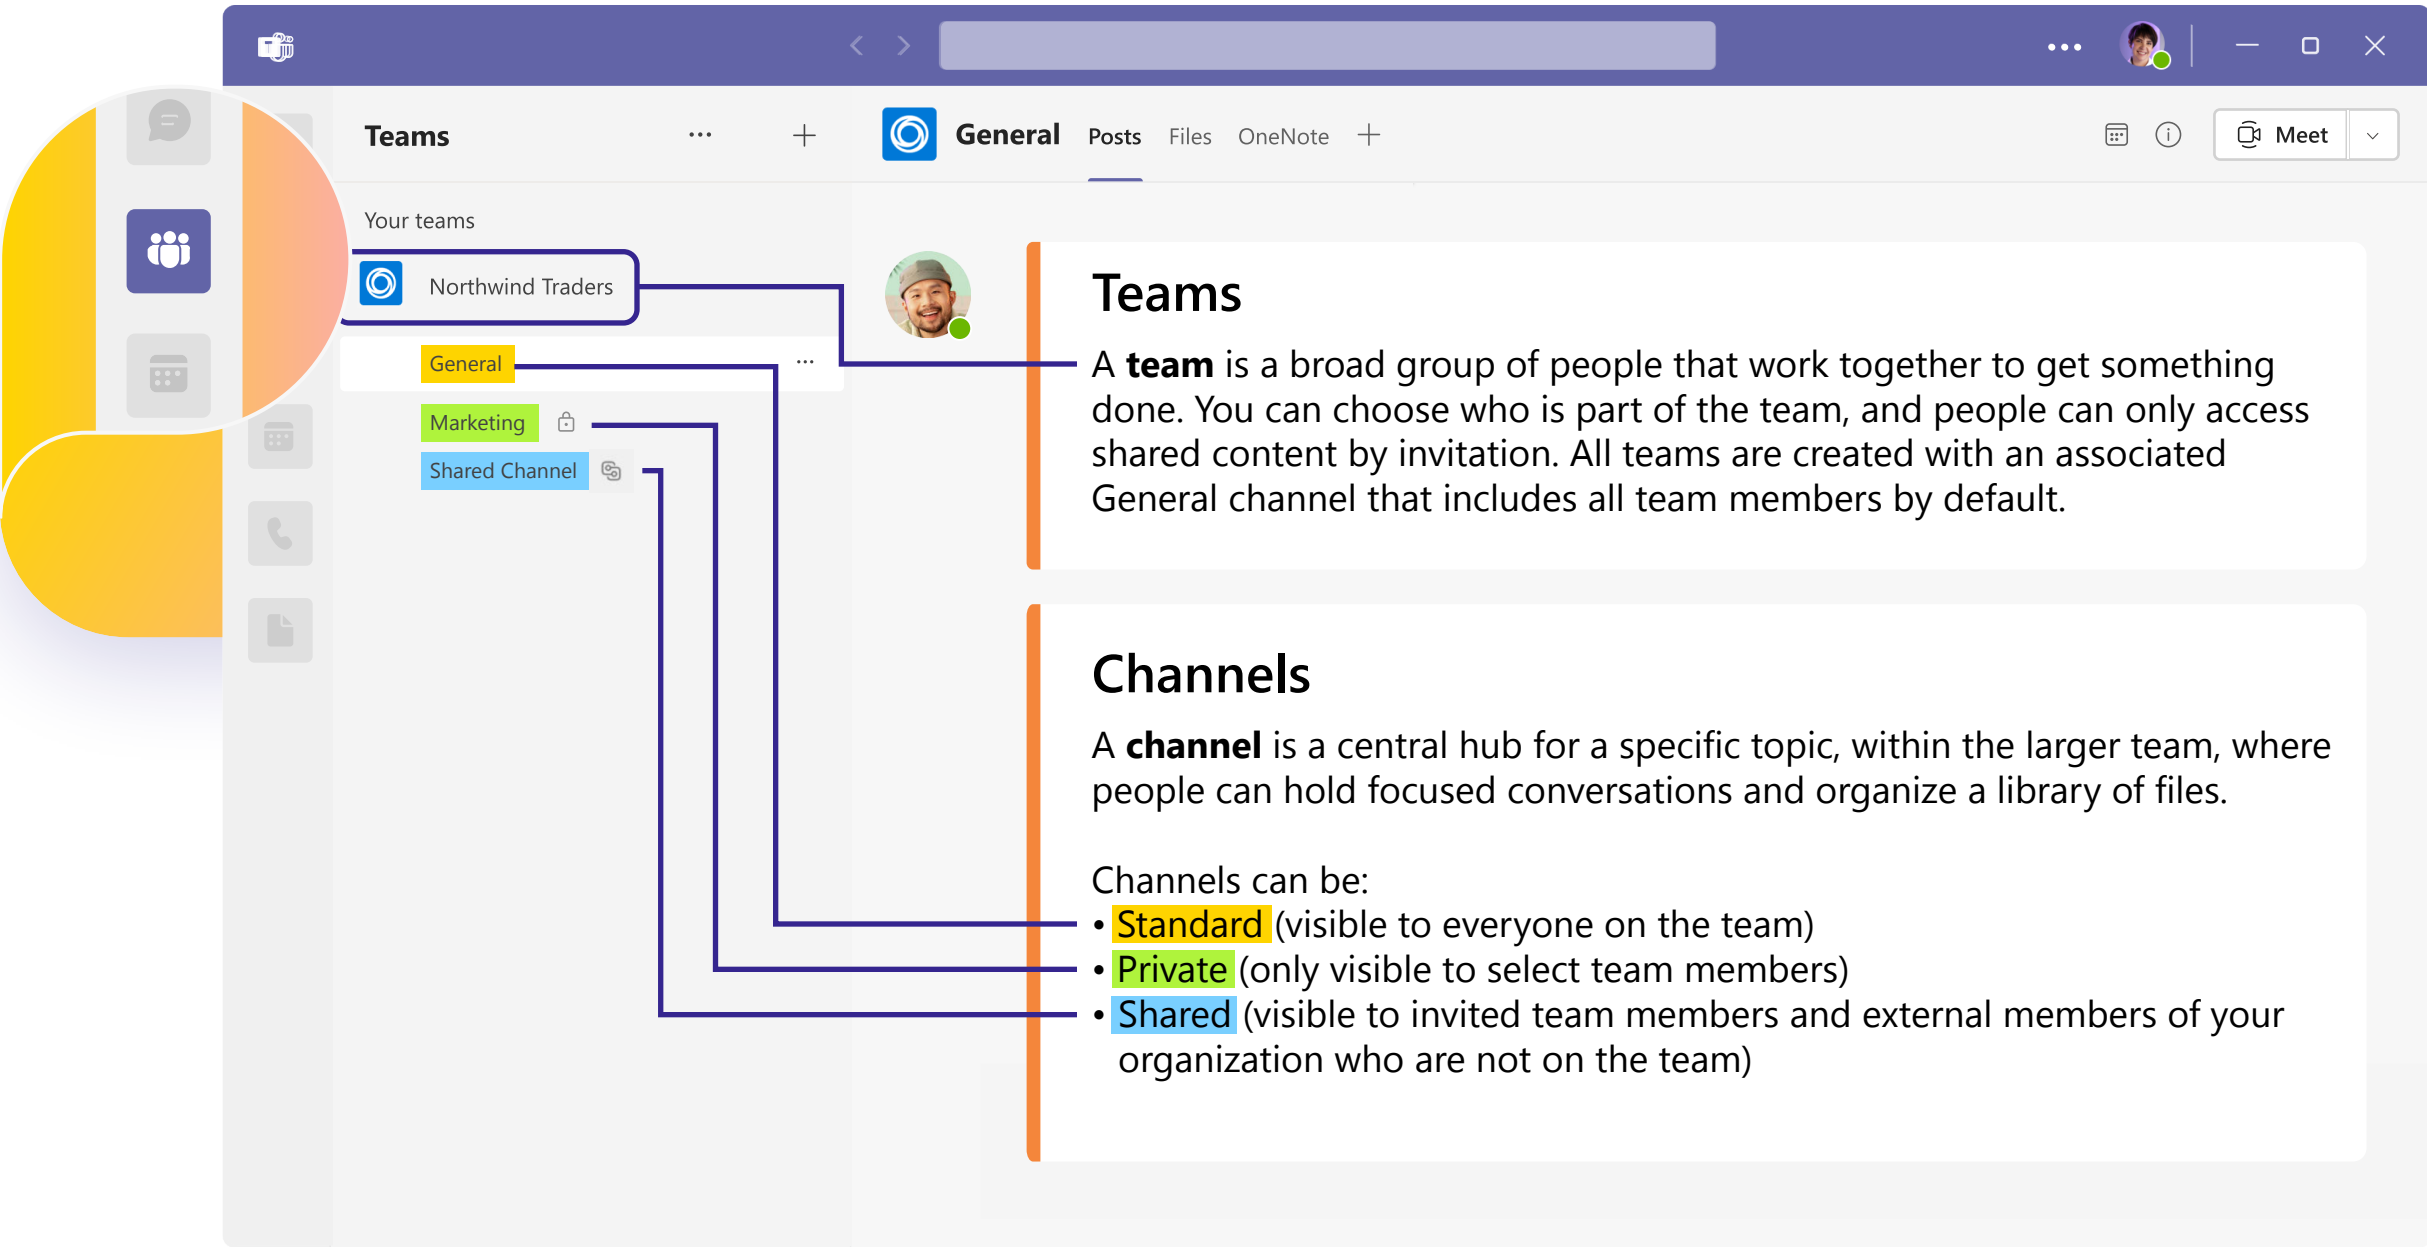 Teams
General Posts Files OneNote
Meet
Your teams
Northwind Traders
General
Marketing
Shared Channel
Teams
A team is a broad group of people that work together to get something
done. You can choose who is part of the team, and people can only access
shared content by invitation. All teams are created with an associated
General channel that includes all team members by default.
Channels
A channel is a central hub for a specific topic, within the larger team, where
people can hold focused conversations and organize a library of files.
Channels can be:
• Standard (visible to everyone on the team)
• Private (only visible to select team members)
• Shared (visible to invited team members and external members of your
organization who are not on the team)